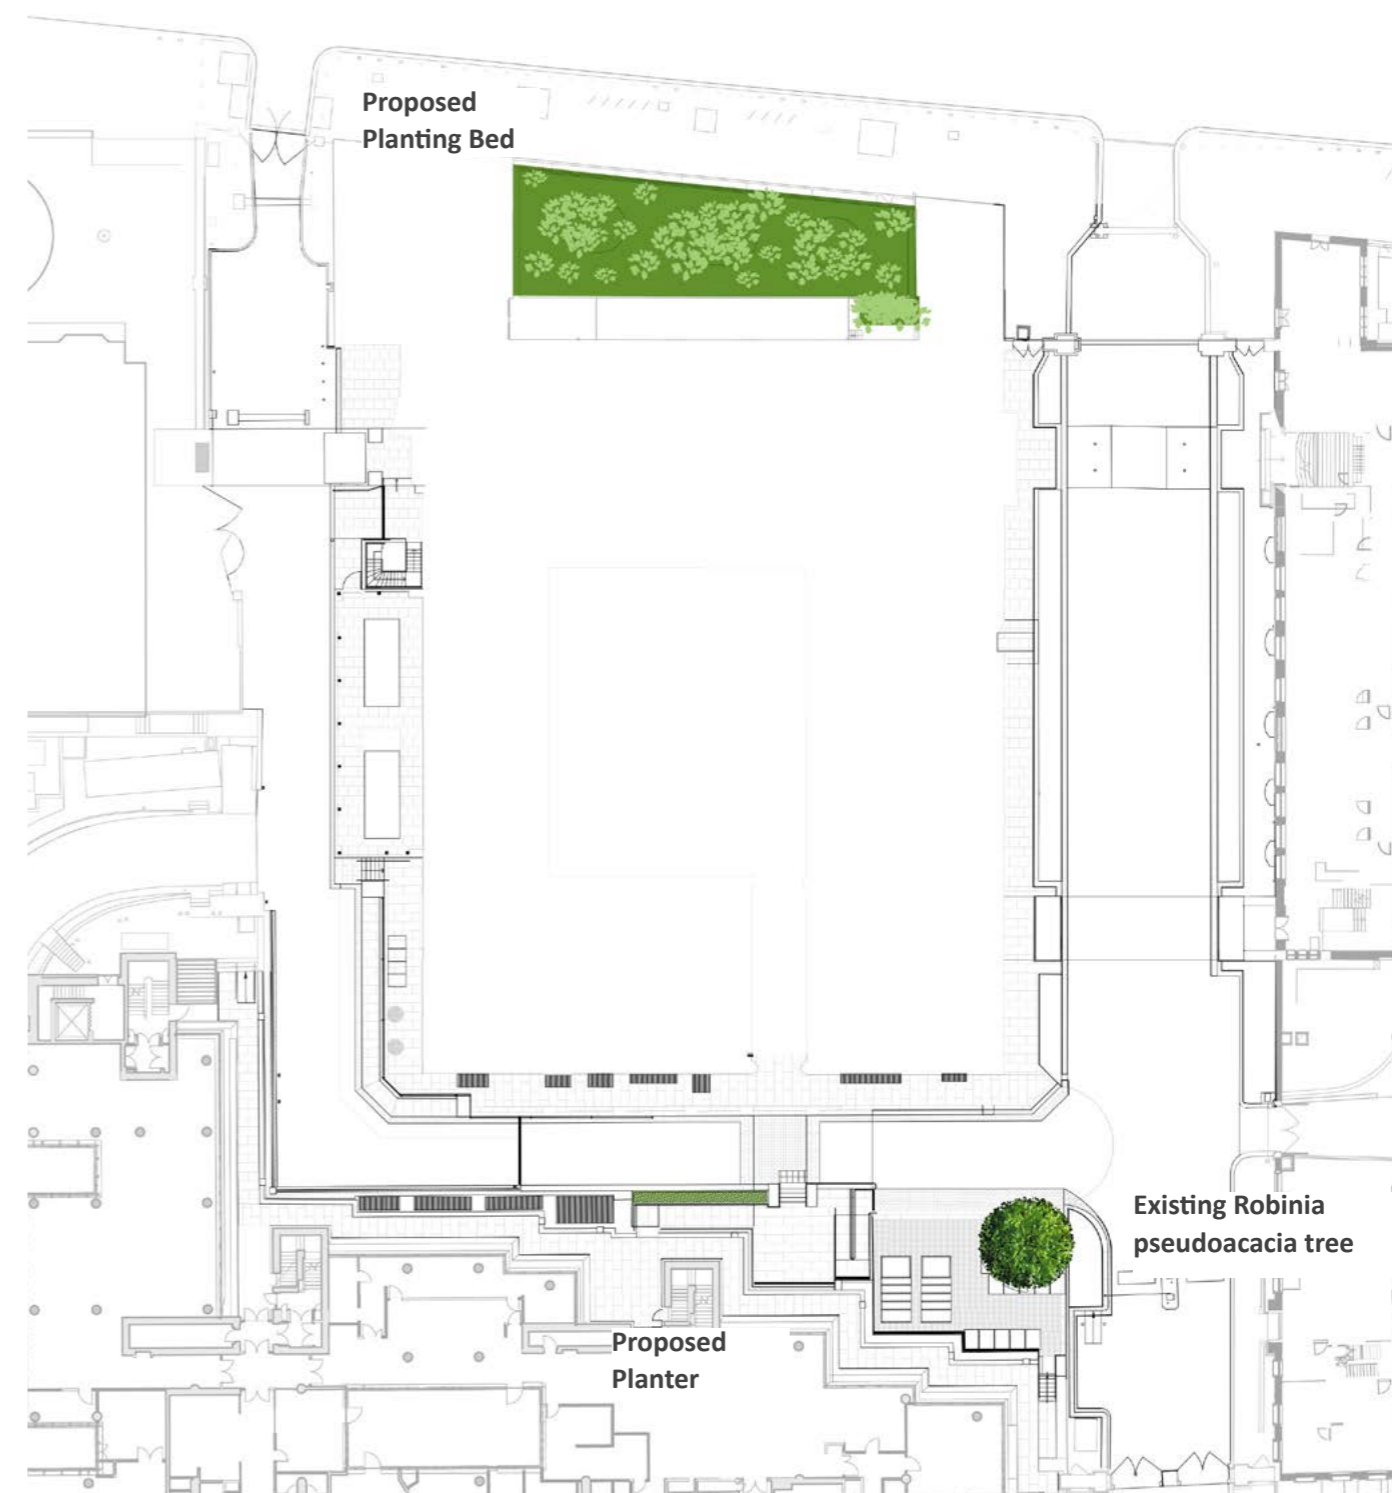 Proposed
Planting Bed
Existing Robinia
pseudoacacia tree
Proposed
Planter